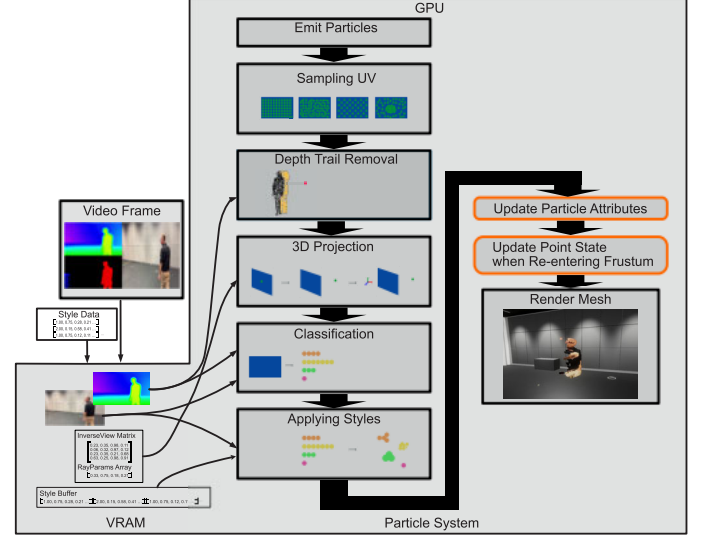 GPU
Emit Particles
Sampling UV
Depth Trail Removal
3D Projection
Classification
Applying Styles
Update Particle Attributes
Update Point State
when Re-entering Frustum
Render Mesh
Video Frame
Style Data
InverseView Matrix
RayParams Array
Style Buffer
VRAM
Particle System